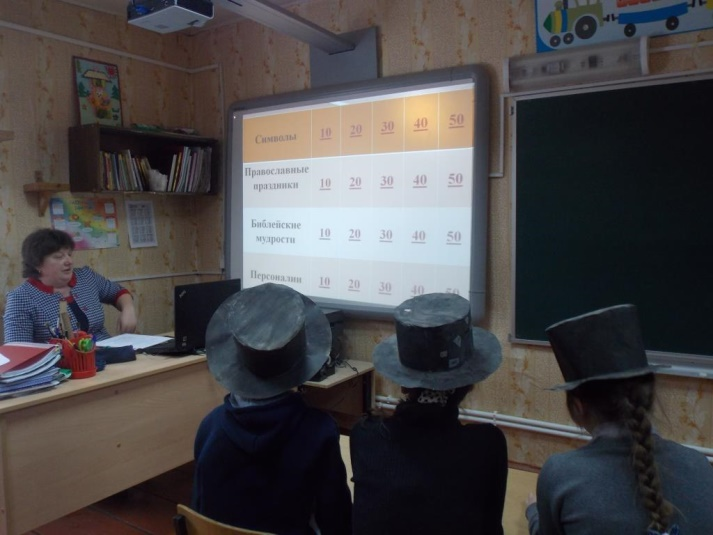 Символы 10 20 30 40 50
Православные
праздники 10 20 30 40 50
Библейские
мудрости 10 20 30 40 50
Персоналии 10 20 30 40 50